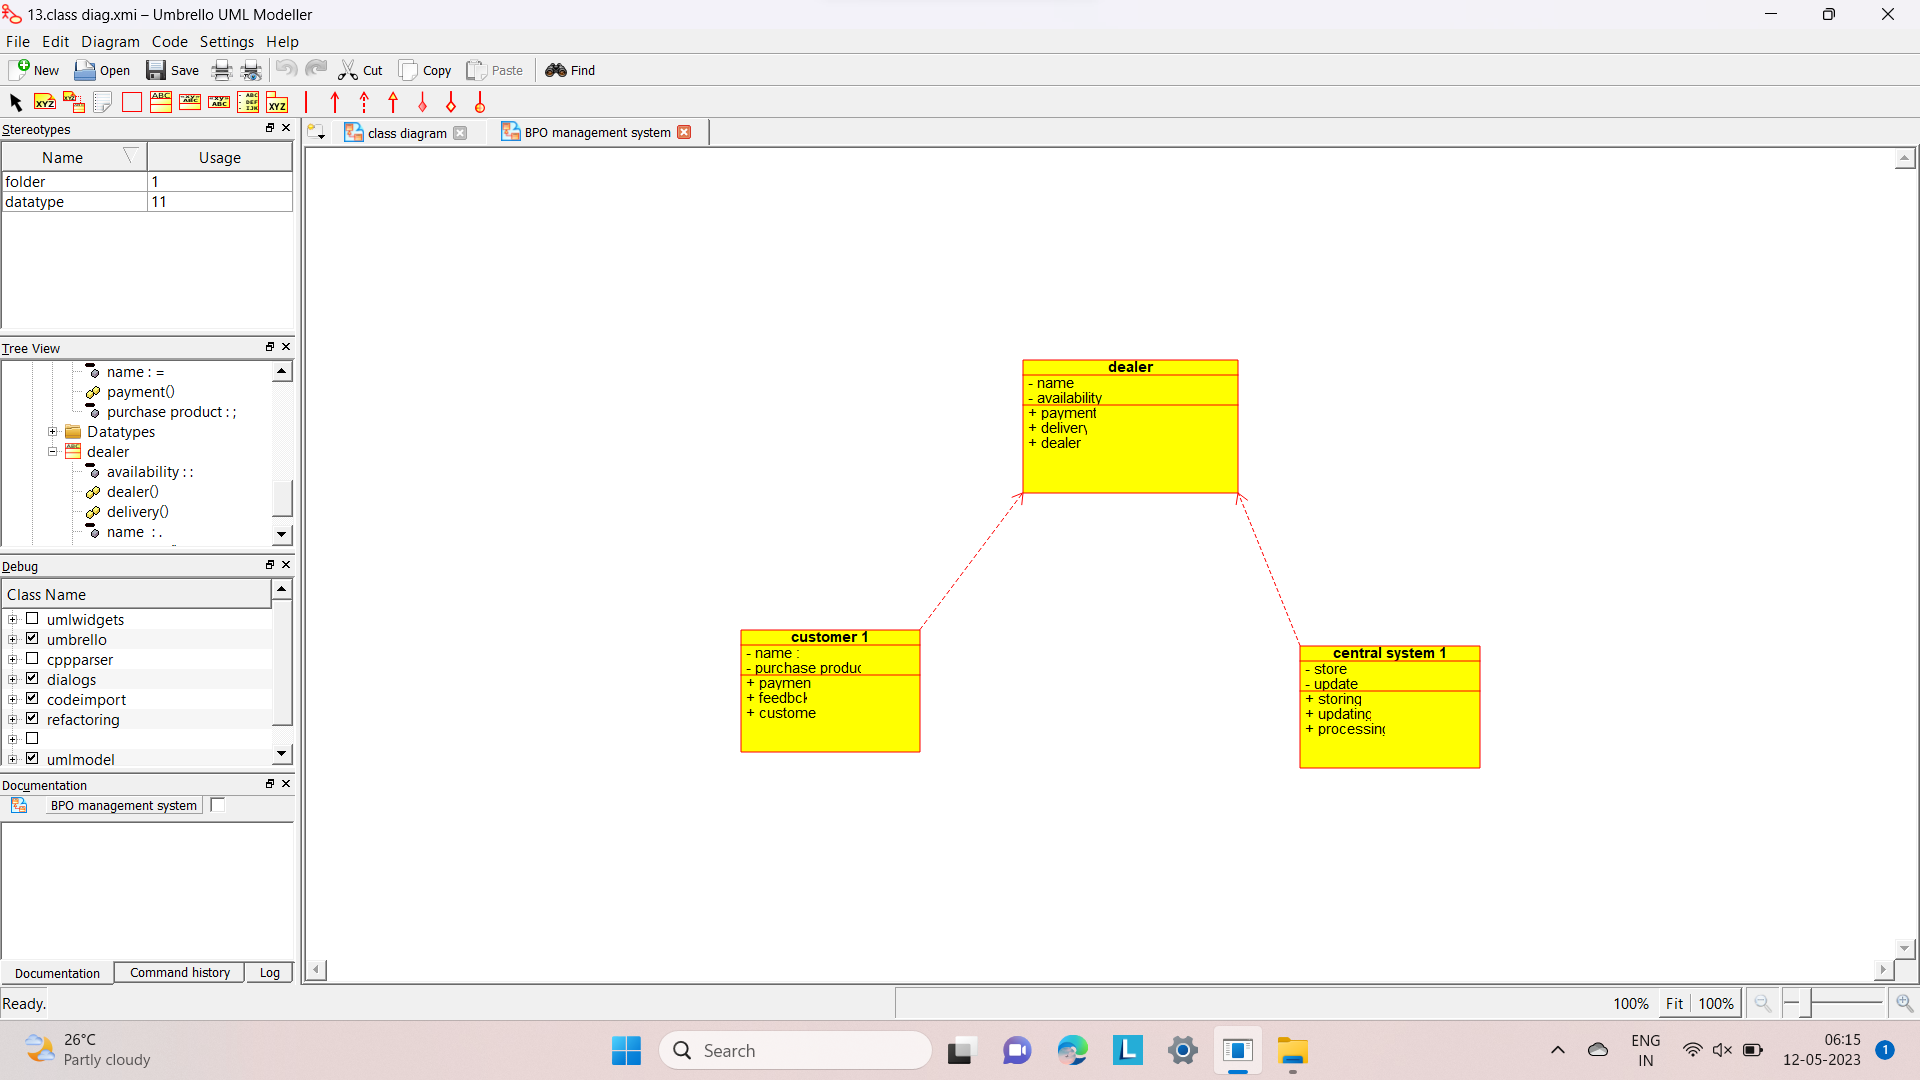 13.class diag.xmi – Umbrello UML Modeller
File Edit Diagram Code Settings Help
New Open Save Cut Copy Paste Find
Stereotypes
Name Usage
folder 1
datatype 11
Tree View
name : =
payment()
purchase product : ;
Datatypes
dealer
availability : :
dealer()
delivery()
name : .
Debug
Class Name
umlwidgets
umbrello
cppparser
dialogs
codeimport
refactoring
umlmodel
Documentation
BPO management system
Documentation Command history Log
class diagram
BPO management system
dealer
- name
- availability
+ payment
+ delivery
+ dealer
customer 1
- name :
- purchase produc
+ paymen
+ feedbck
+ custome
central system 1
- store
- update
+ storing
+ updating
+ processing
Ready.
100% Fit 100%
26°C
Partly cloudy
Search
ENG
IN
06:15
12-05-2023
1